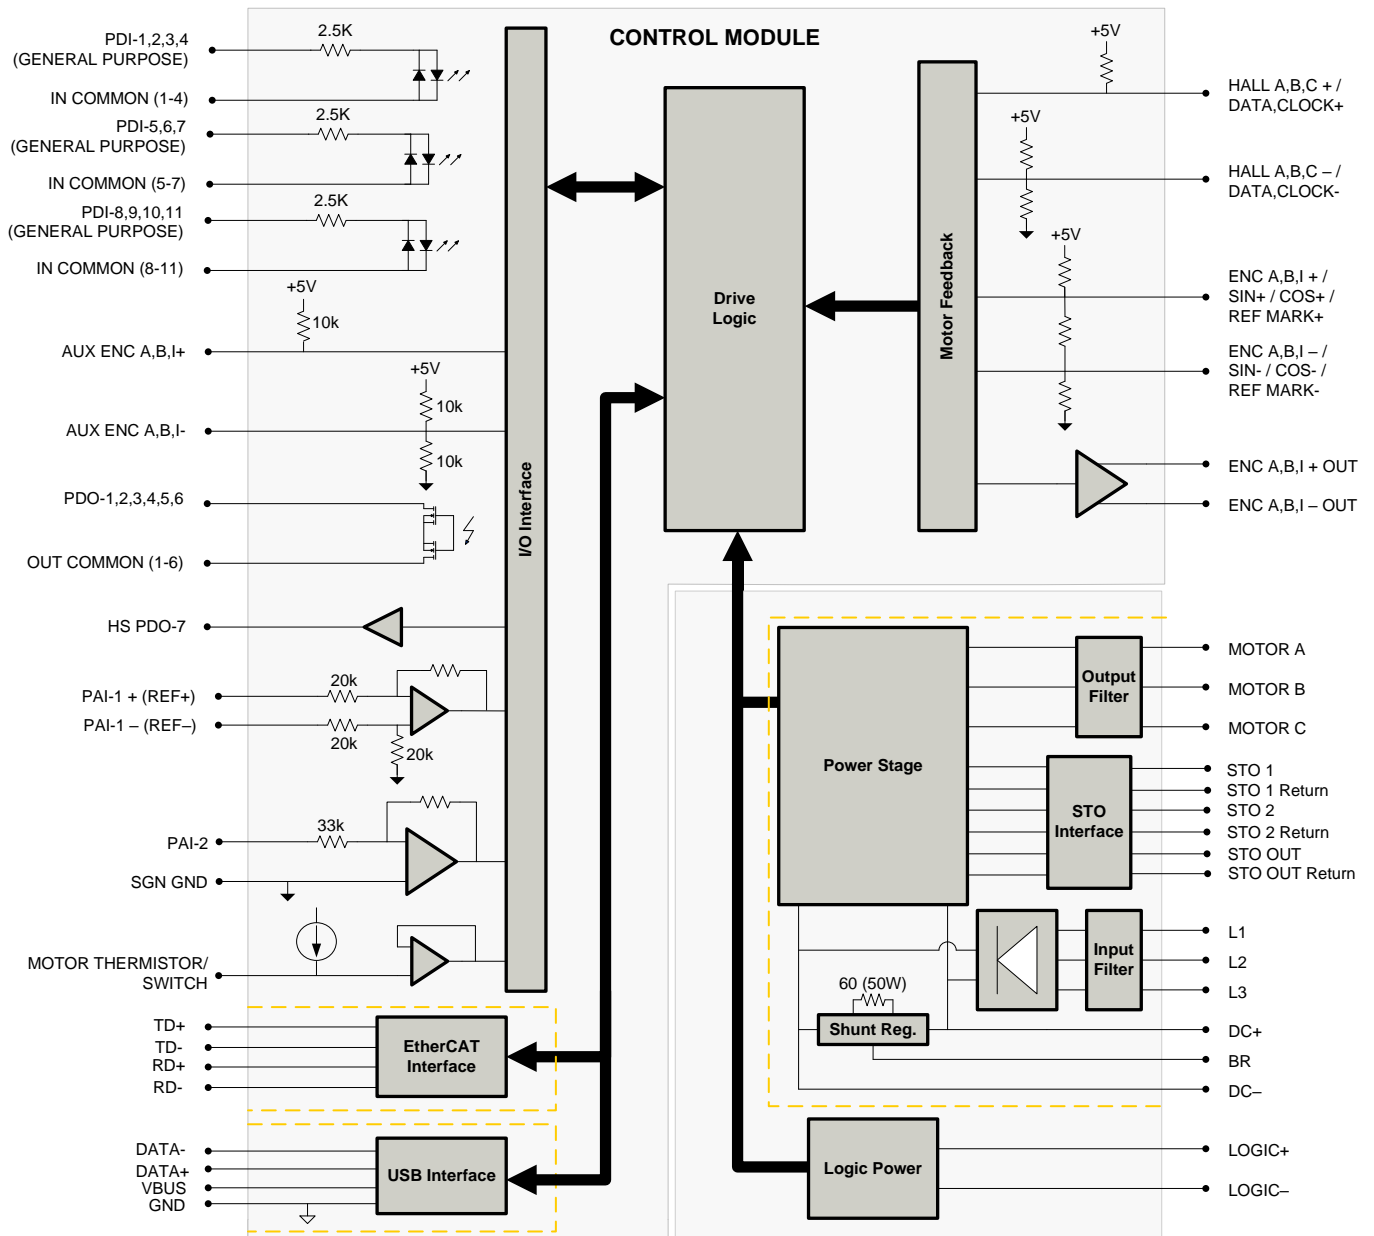 CONTROL MODULE
PDI-1,2,3,4
(GENERAL PURPOSE)
2.5K
IN COMMON (1-4)
PDI-5,6,7
(GENERAL PURPOSE)
2.5K
IN COMMON (5-7)
PDI-8,9,10,11
(GENERAL PURPOSE)
2.5K
IN COMMON (8-11)
+5V
10k
AUX ENC A,B,I+
+5V
10k
AUX ENC A,B,I-
10k
PDO-1,2,3,4,5,6
OUT COMMON (1-6)
HS PDO-7
PAI-1 + (REF+)
20k
PAI-1 – (REF–)
20k
20k
PAI-2
33k
SGN GND
MOTOR THERMISTOR/
SWITCH
I/O Interface
TD+
TD-
RD+
RD-
EtherCAT
Interface
DATA-
DATA+
VBUS
GND
USB Interface
Drive
Logic
Motor Feedback
+5V
HALL A,B,C + /
DATA,CLOCK+
+5V
HALL A,B,C – /
DATA,CLOCK-
+5V
ENC A,B,I + /
SIN+ / COS+ /
REF MARK+
ENC A,B,I – /
SIN- / COS- /
REF MARK-
ENC A,B,I + OUT
ENC A,B,I – OUT
Power Stage
Output
Filter
MOTOR A
MOTOR B
MOTOR C
STO
Interface
STO 1
STO 1 Return
STO 2
STO 2 Return
STO OUT
STO OUT Return
Input
Filter
L1
L2
L3
60 (50W)
Shunt Reg.
DC+
BR
DC–
Logic Power
LOGIC+
LOGIC–